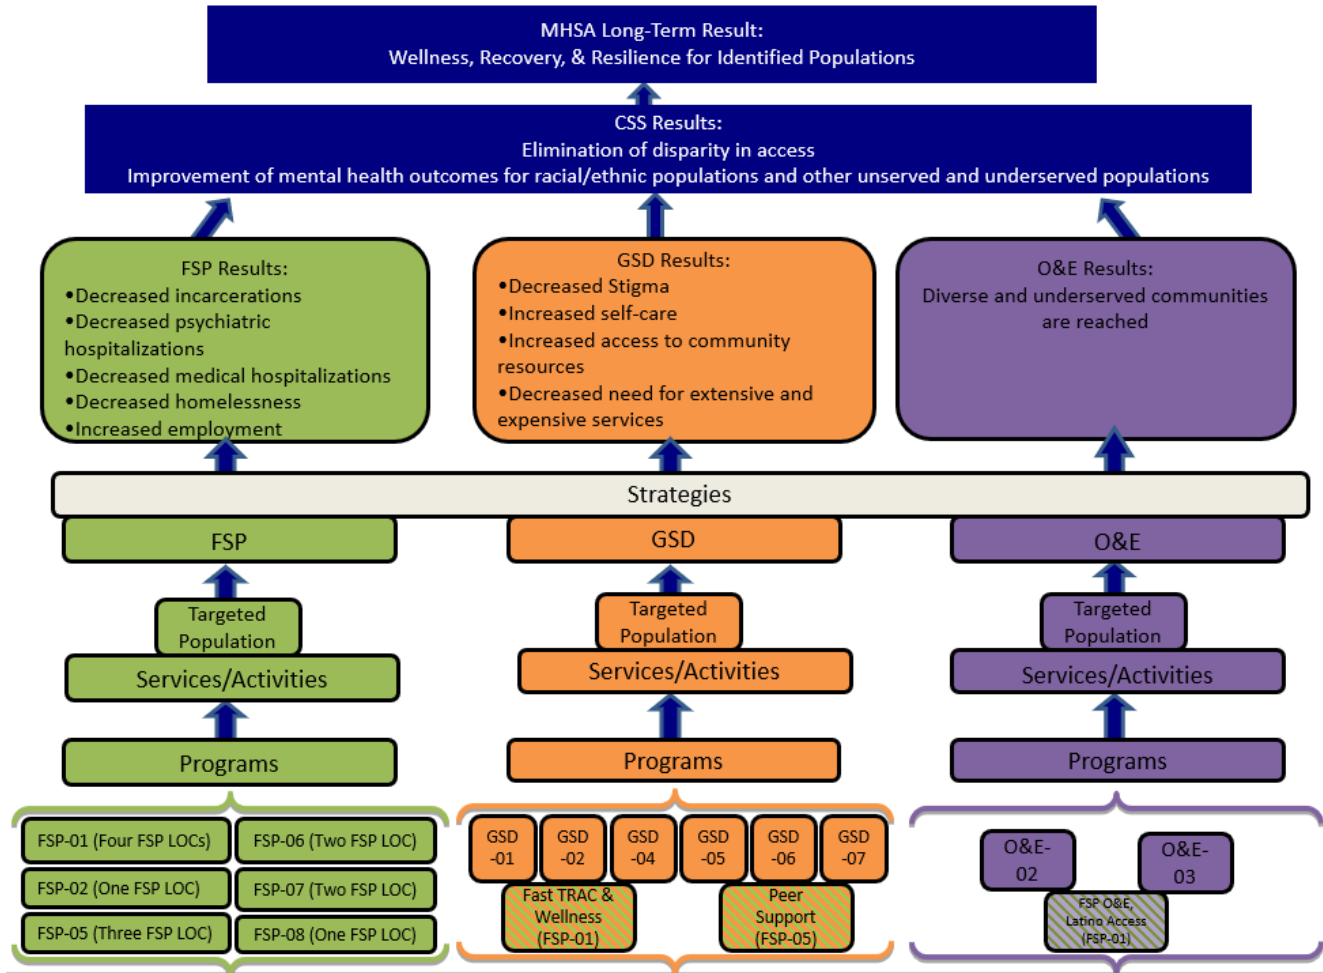 MHSA Long-Term Result:
Wellness, Recovery, & Resilience for Identified Populations
CSS Results:
Elimination of disparity in access
Improvement of mental health outcomes for racial/ethnic populations and other unserved and underserved populations
FSP Results:
•Decreased incarcerations
•Decreased psychiatric
hospitalizations
•Decreased medical hospitalizations
•Decreased homelessness
•Increased employment
GSD Results:
•Decreased Stigma
•Increased self-care
•Increased access to community
resources
•Decreased need for extensive and
expensive services
O&E Results:
Diverse and underserved communities
are reached
Strategies
FSP
GSD
O&E
Targeted
Population
Targeted
Population
Targeted
Population
Services/Activities
Services/Activities
Services/Activities
Programs
Programs
Programs
FSP-01 (Four FSP LOCs)
FSP-06 (Two FSP LOC)
FSP-02 (One FSP LOC)
FSP-07 (Two FSP LOC)
FSP-05 (Three FSP LOC)
FSP-08 (One FSP LOC)
GSD
-01
GSD
-02
GSD
-04
GSD
-05
GSD
-06
GSD
-07
Fast TRAC &
Wellness
(FSP-01)
Peer
Support
(FSP-05)
O&E-
02
O&E-
03
FSP O&E,
Latino Access
(FSP-01)